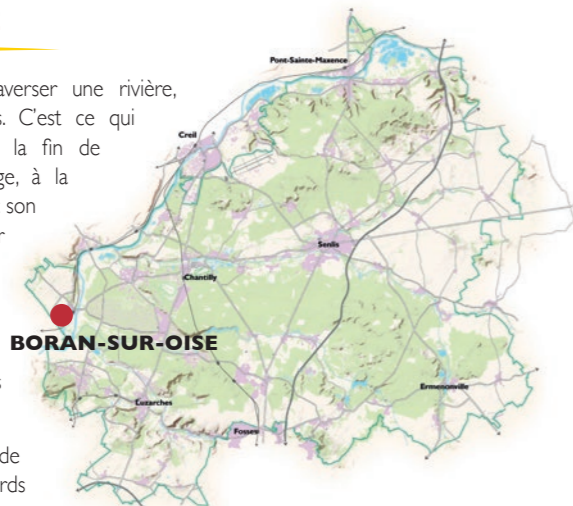 averser une rivière,
s. C'est ce qui
la fin de
ge, à la
son
r
s
de
rds
Pont-Sainte-Maxence
Creil
Senlis
Chantilly
BORAN-SUR-OISE
Ermenonville
Luzarches
Fosses